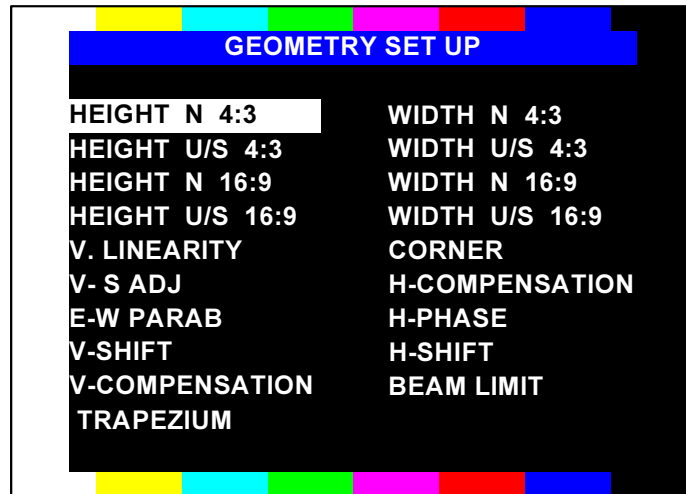 GEOMETRY SET UP
HEIGHT N 4:3
WIDTH N 4:3
HEIGHT U/S 4:3
WIDTH U/S 4:3
HEIGHT N 16:9
WIDTH N 16:9
HEIGHT U/S 16:9
WIDTH U/S 16:9
V. LINEARITY
CORNER
V- S ADJ
H-COMPENSATION
E-W PARAB
H-PHASE
V-SHIFT
H-SHIFT
V-COMPENSATION
BEAM LIMIT
TRAPEZIUM